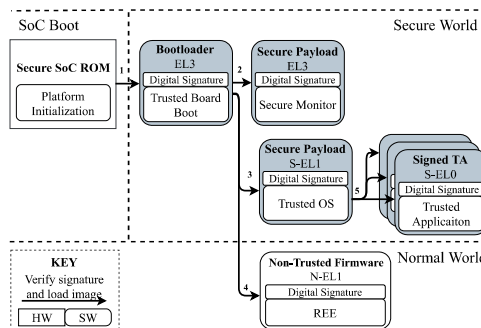 SoC Boot
Secure World
Secure SoC ROM
Platform
Initialization
1
Bootloader
EL3
Digital Signature
Trusted Board
Boot
2
Secure Payload
EL3
Digital Signature
Secure Monitor
3
Secure Payload
S-EL1
Digital Signature
Trusted OS
5
Signed TA
S-EL0
Digital Signature
Trusted
Applicaiton
Normal World
KEY
Verify signature
and load image
HW
SW
4
Non-Trusted Firmware
N-EL1
Digital Signature
REE